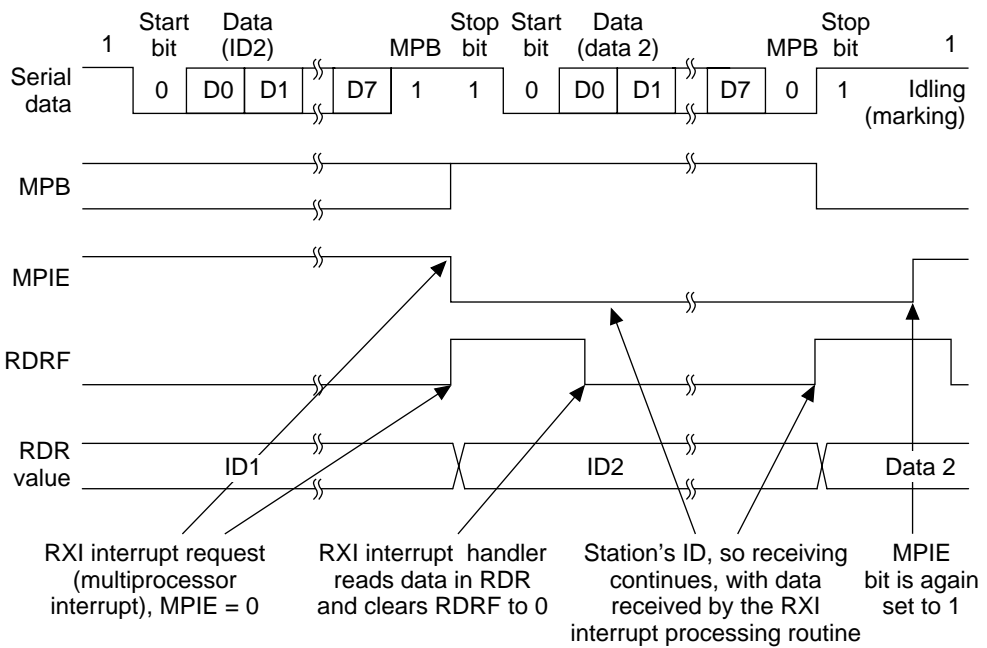 1 Start bit Data (ID2) MPB Stop bit Start bit Data (data 2) MPB Stop bit 1
Serial data 0 D0 D1 D7 1 1 0 D0 D1 D7 0 1 Idling (marking)
MPB
MPIE
RDRF
RDR value ID1 ID2 Data 2
RXI interrupt request
(multiprocessor
interrupt), MPIE = 0
RXI interrupt handler
reads data in RDR
and clears RDRF to 0
Station's ID, so receiving
continues, with data
received by the RXI
interrupt processing routine
MPIE
bit is again
set to 1